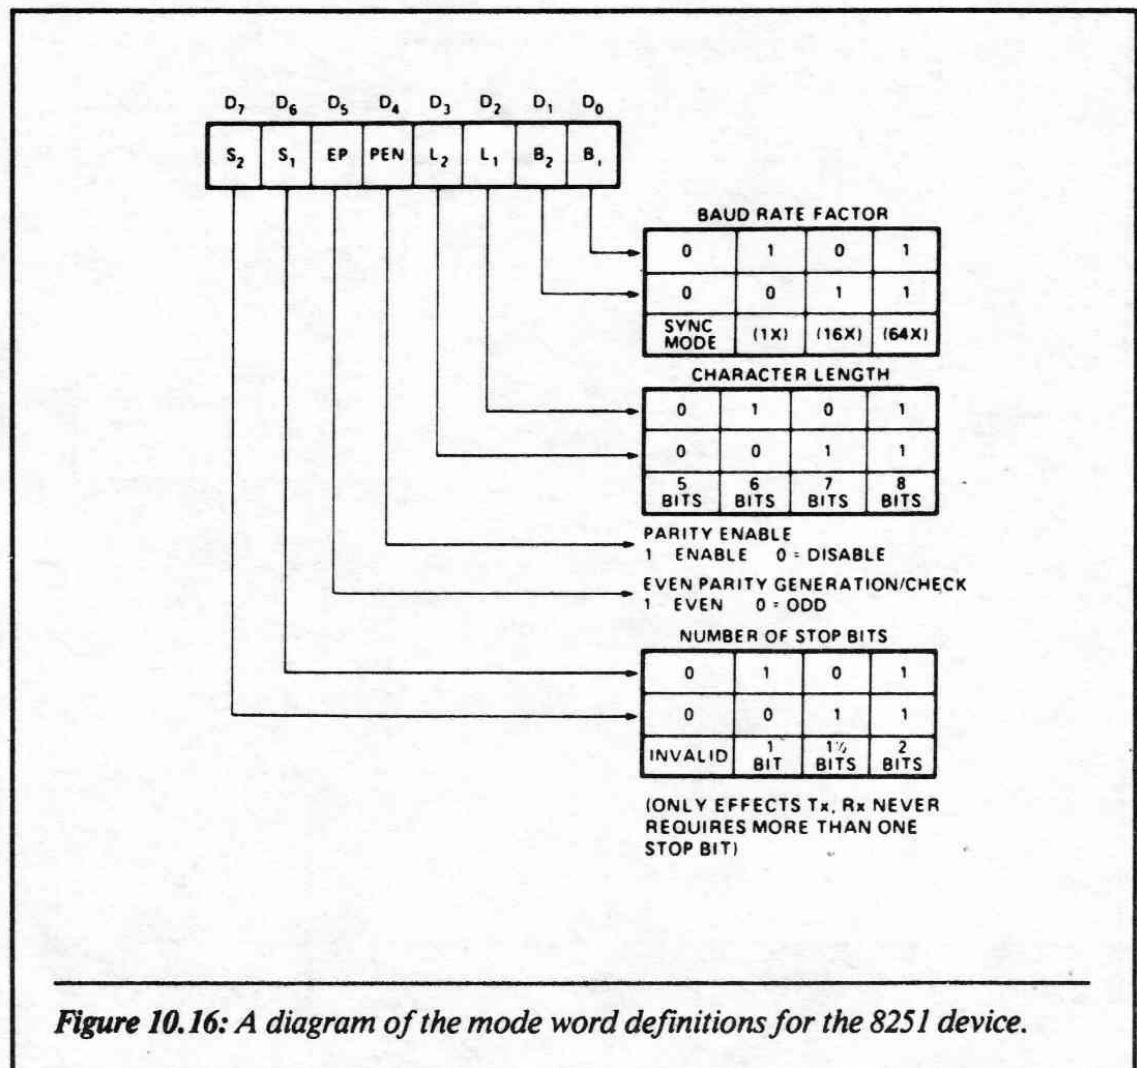 D7 D6 D5 D4 D3 D2 D1 D0
S2 S1 EP PEN L2 L1 B2 B1
BAUD RATE FACTOR
0 1 0 1
0 0 1 1
SYNC MODE (1X) (16X) (64X)
CHARACTER LENGTH
0 1 0 1
0 0 1 1
5 BITS 6 BITS 7 BITS 8 BITS
PARITY ENABLE
1 ENABLE 0 = DISABLE
EVEN PARITY GENERATION/CHECK
1 EVEN 0 = ODD
NUMBER OF STOP BITS
0 1 0 1
0 0 1 1
INVALID 1 BIT 1½ BITS 2 BITS
(ONLY EFFECTS Tx, Rx NEVER
REQUIRES MORE THAN ONE
STOP BIT)
Figure 10.16: A diagram of the mode word definitions for the 8251 device.